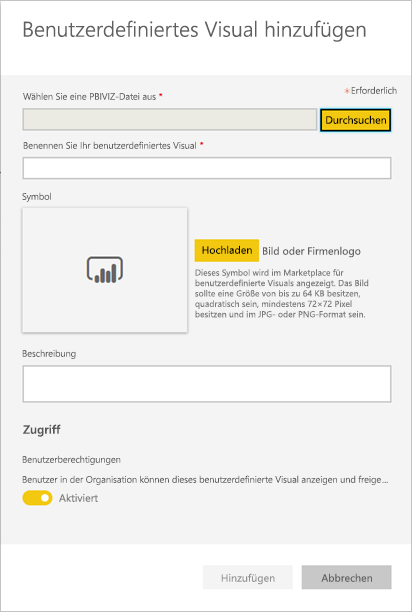 Benutzerdefiniertes Visual hinzufügen
*Erforderlich
Wählen Sie eine PBIVIZ-Datei aus *
Durchsuchen
Benennen Sie Ihr benutzerdefiniertes Visual *
Symbol
Hochladen Bild oder Firmenlogo
Dieses Symbol wird im Marketplace für
benutzerdefinierte Visuals angezeigt. Das Bild
sollte eine Größe von bis zu 64 KB besitzen,
quadratisch sein, mindestens 72×72 Pixel
besitzen und im JPG- oder PNG-Format sein.
Beschreibung
Zugriff
Benutzerberechtigungen
Benutzer in der Organisation können dieses benutzerdefinierte Visual anzeigen und freige...
Aktiviert
Hinzufügen
Abbrechen